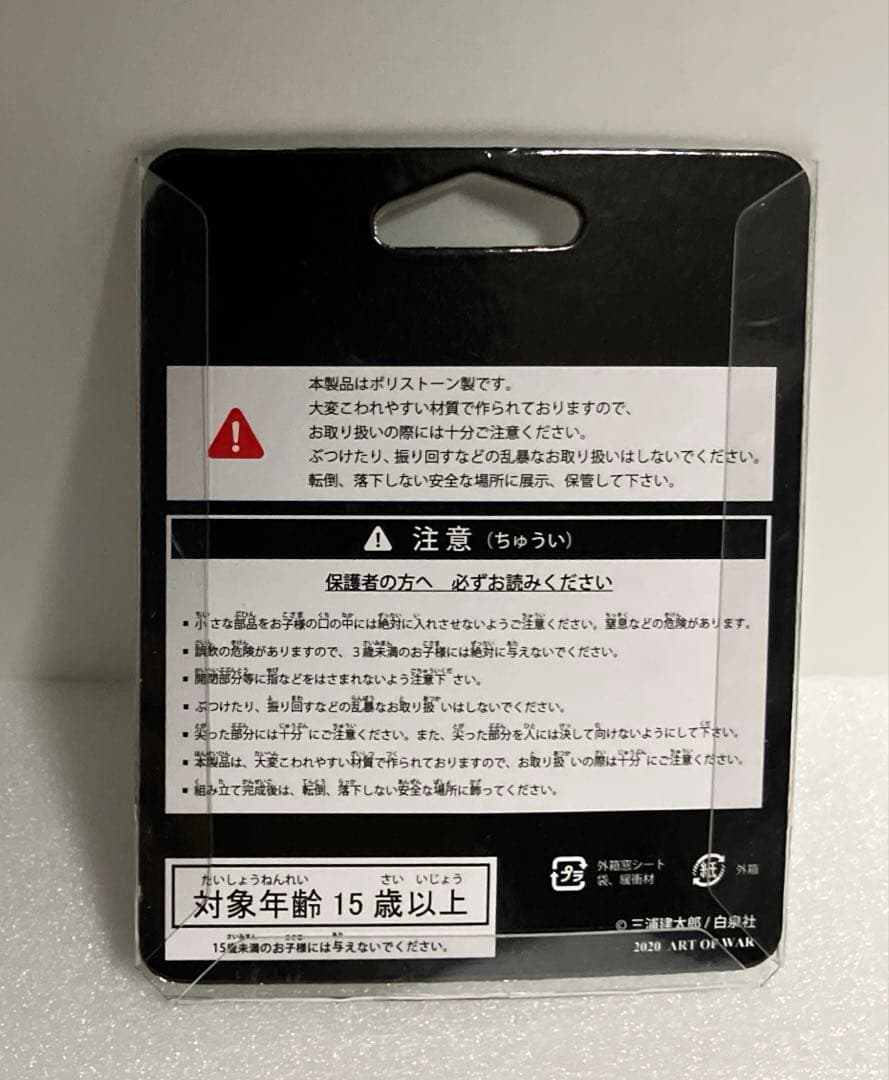 本製品はポリストーン製です。
大変こわれやすい材質で作られておりますので、
お取り扱いの際には十分ご注意ください。
ぶつけたり、振り回すなどの乱暴なお取り扱いはしないでください。
転倒、落下しない安全な場所に展示、保管して下さい。
注意（ちゅうい）
保護者の方へ　必ずお読みください
▪ 小さな部品をお子様の口の中には絶対に入れさせないようご注意ください。窒息などの危険があります。
▪ 誤飲の危険がありますので、3歳未満のお子様には絶対に与えないでください。
▪ 開閉部分等に指などをはさまれないよう注意下さい。
▪ ぶつけたり、振り回すなどの乱暴なお取り扱いはしないでください。
▪ 尖った部分には十分にご注意ください。また、尖った部分を人には決して向けないようにして下さい。
▪ 本製品は、大変こわれやすい材質で作られておりますので、お取り扱いの際は十分にご注意ください。
▪ 組み立て完成後は、転倒、落下しない安全な場所に飾ってください。
たいしょうねんれい　さい いじょう
対象年齢 15 歳以上
15歳未満のお子様には与えないでください。
プラ
外箱窓シート
袋、緩衝材
紙
外箱
© 三浦建太郎/白泉社
2020 ART OF WAR